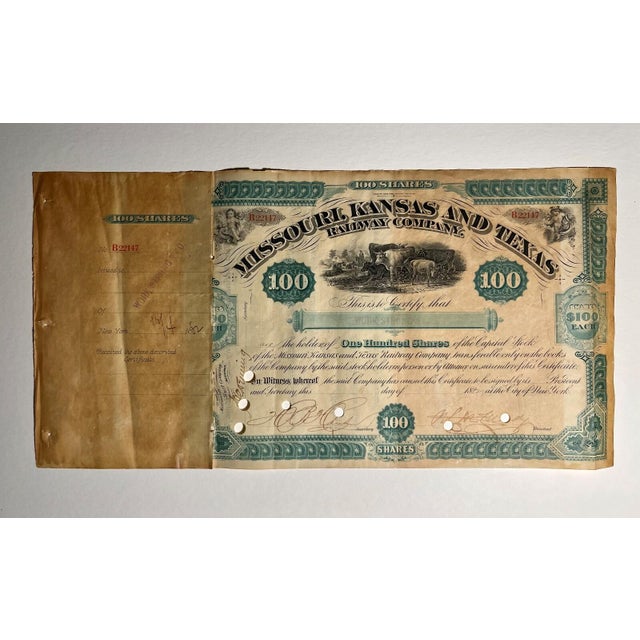 100 SHARES
No. B22147
Issued to
Of
New York
Received the above described
Certificate.
100 SHARES
B22147
B22147
MISSOURI, KANSAS AND TEXAS
RAILWAY COMPANY.
100
100
This is to Certify, that
$100
EACH
is the holder of One Hundred Shares of the Capital Stock
of the Missouri, Kansas and Texas Railway Company, transferable only on the books
of the Company by the said stockholder in person or by Attorney on surrender of this Certificate.
In Witness whereof the said Company has caused this Certificate to be signed by its President
and Secretary this day of 18 at the City of New York.
100
SHARES